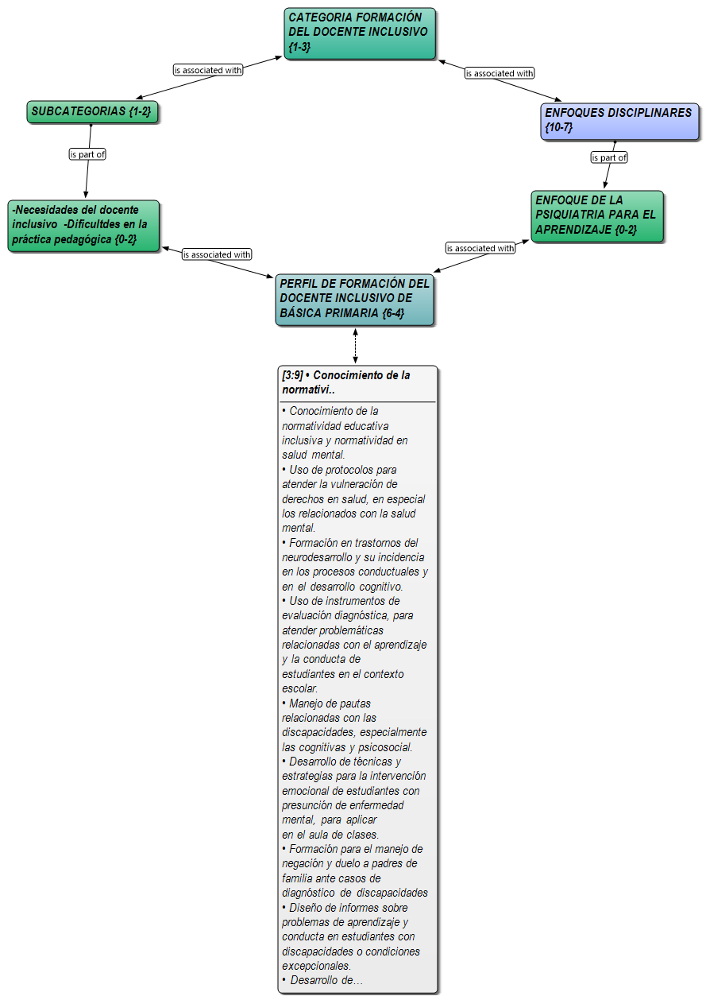 CATEGORIA FORMACIÓN
DEL DOCENTE INCLUSIVO
{1-3}
is associated with
is associated with
SUBCATEGORIAS {1-2}
ENFOQUES DISCIPLINARES
{10-7}
is part of
is part of
-Necesidades del docente
inclusivo -Dificultdes en la
práctica pedagógica {0-2}
ENFOQUE DE LA
PSIQUIATRIA PARA EL
APRENDIZAJE {0-2}
is associated with
is associated with
PERFIL DE FORMACIÓN DEL
DOCENTE INCLUSIVO DE
BÁSICA PRIMARIA {6-4}
[3:9] • Conocimiento de la
normativi..
• Conocimiento de la
normatividad educativa
inclusiva y normatividad en
salud mental.
• Uso de protocolos para
atender la vulneración de
derechos en salud, en especial
los relacionados con la salud
mental.
• Formación en trastornos del
neurodesarrollo y su incidencia
en los procesos conductuales y
en el desarrollo cognitivo.
• Uso de instrumentos de
evaluación diagnóstica, para
atender problemáticas
relacionadas con el aprendizaje
y la conducta de
estudiantes en el contexto
escolar.
• Manejo de pautas
relacionadas con las
discapacidades, especialmente
las cognitivas y psicosocial.
• Desarrollo de técnicas y
estrategias para la intervención
emocional de estudiantes con
presunción de enfermedad
mental, para aplicar
en el aula de clases.
• Formación para el manejo de
negación y duelo a padres de
familia ante casos de
diagnóstico de discapacidades
• Diseño de informes sobre
problemas de aprendizaje y
conducta en estudiantes con
discapacidades o condiciones
excepcionales.
• Desarrollo de…